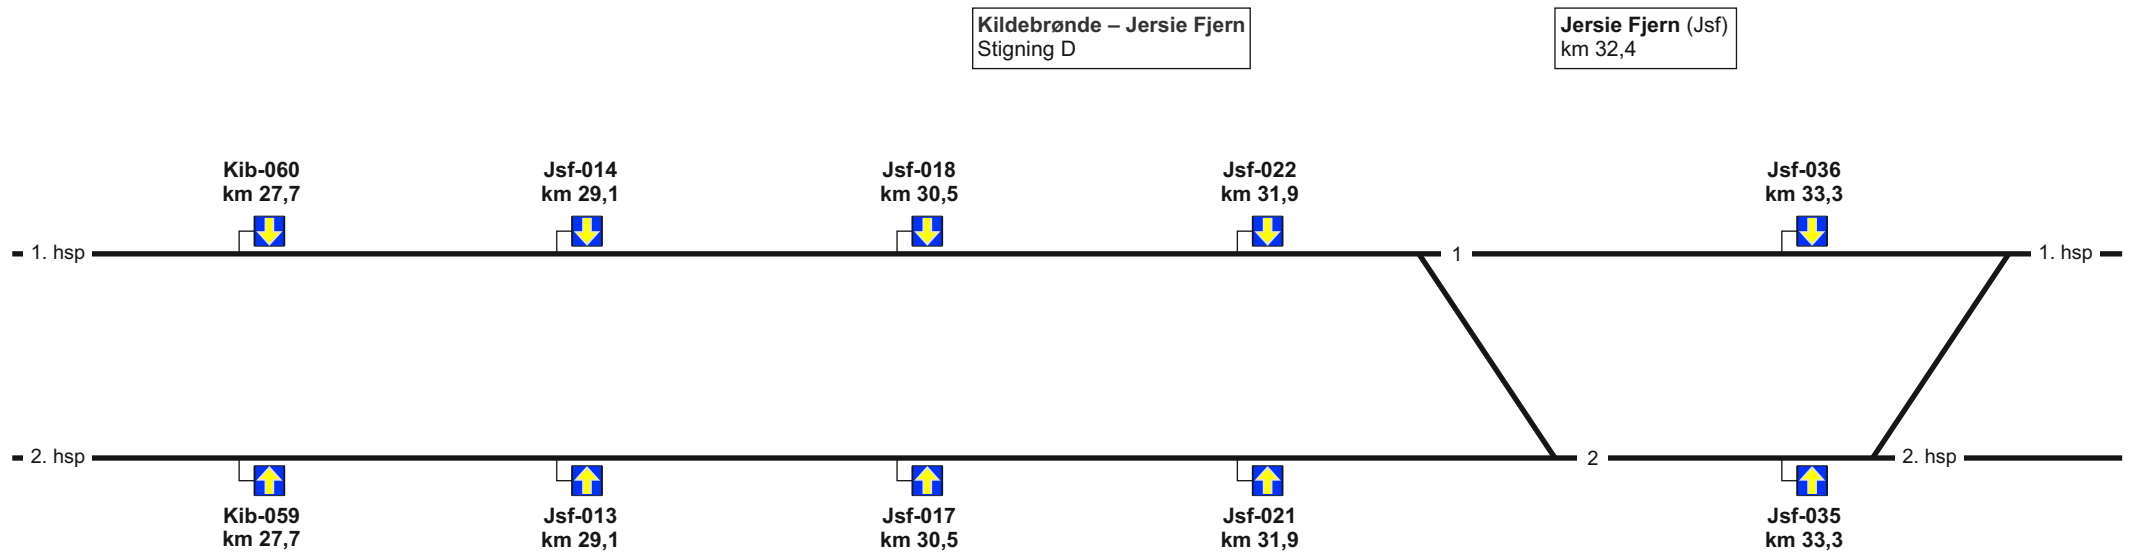 Kildebrønde – Jersie Fjern
Stigning D
Jersie Fjern (Jsf)
km 32,4
Kib-060
km 27,7
Jsf-014
km 29,1
Jsf-018
km 30,5
Jsf-022
km 31,9
Jsf-036
km 33,3
1. hsp
1
1. hsp
2. hsp
2
2. hsp
Kib-059
km 27,7
Jsf-013
km 29,1
Jsf-017
km 30,5
Jsf-021
km 31,9
Jsf-035
km 33,3